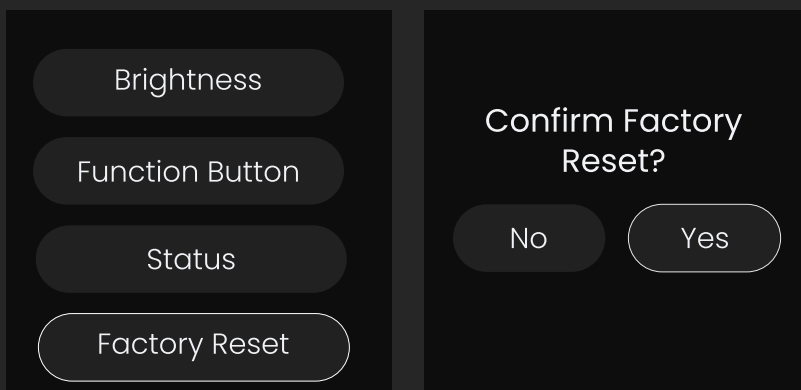 Brightness
Function Button
Status
Factory Reset
Confirm Factory
Reset?
No
Yes